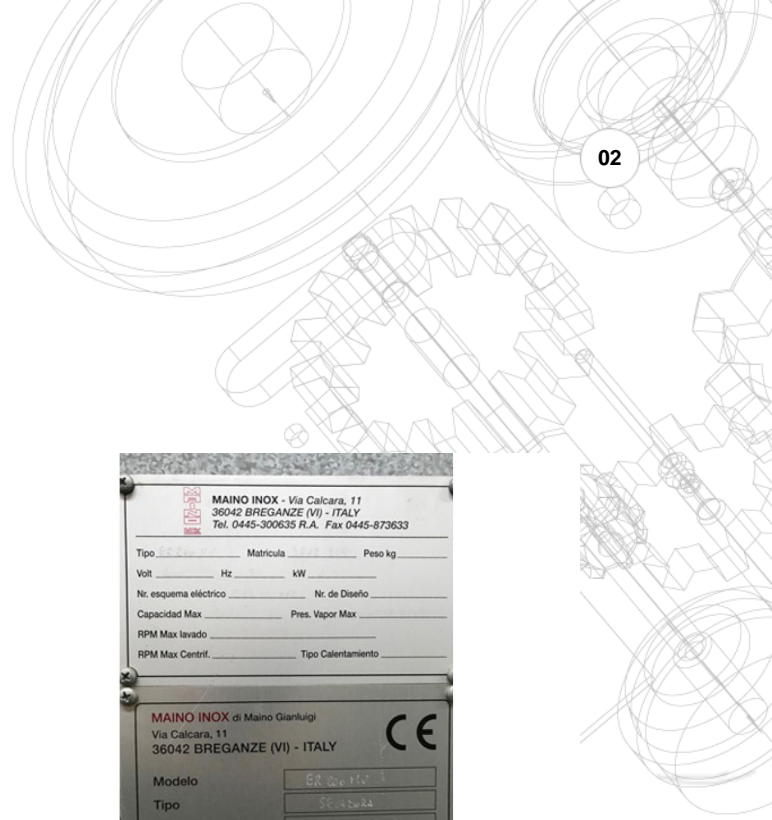 02
MAINO INOX
MAINO INOX - Via Calcara, 11
36042 BREGANZE (VI) - ITALY
Tel. 0445-300635 R.A. Fax 0445-873633
Tipo Matricula Peso kg
Volt Hz kW
Nr. esquema eléctrico Nr. de Diseño
Capacidad Max Pres. Vapor Max
RPM Max lavado
RPM Max Centrif. Tipo Calentamiento
MAINO INOX di Maino Gianluigi
Via Calcara, 11
36042 BREGANZE (VI) - ITALY
CE
Modelo
Tipo